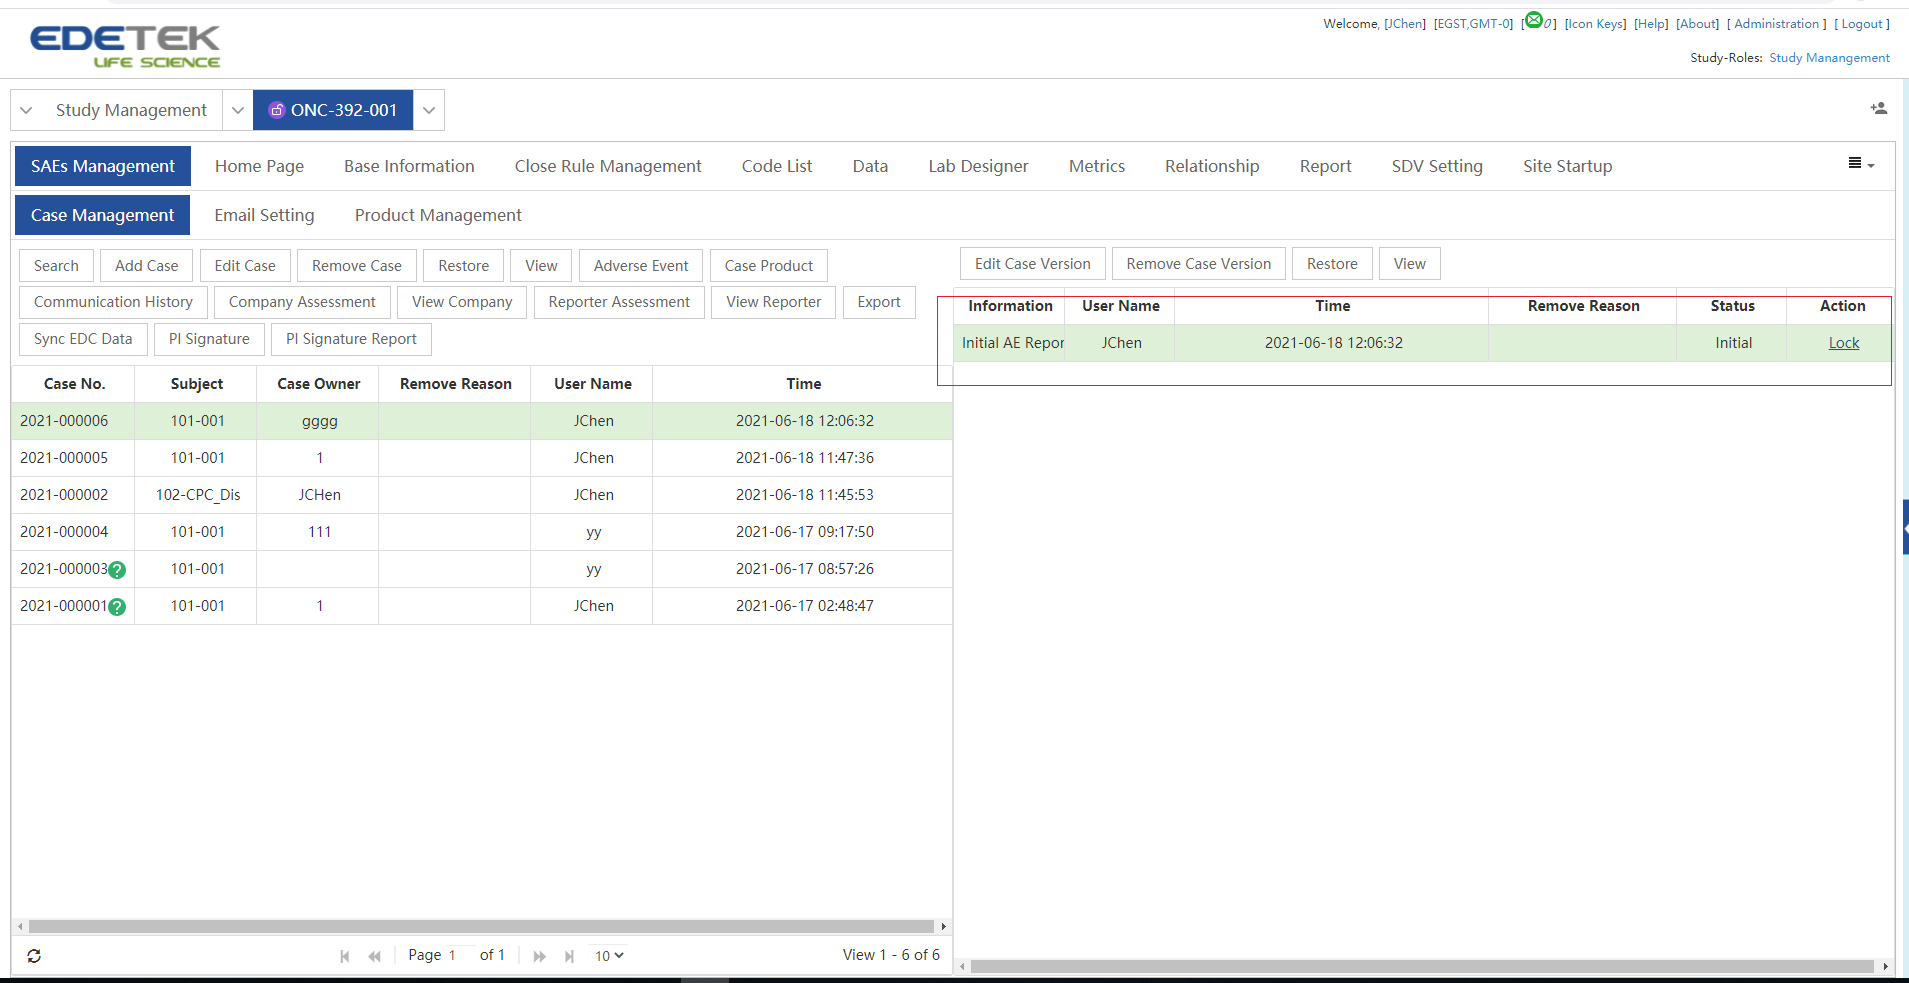 EDETEK
LIFE SCIENCE
Welcome, [JChen] [EGST,GMT-0] [ 0 ] [Icon Keys] [Help] [About] [ Administration ] [ Logout ]
Study-Roles: Study Manangement
Study Management ONC-392-001
SAEs Management Home Page Base Information Close Rule Management Code List Data Lab Designer Metrics Relationship Report SDV Setting Site Startup
Case Management Email Setting Product Management
Search Add Case Edit Case Remove Case Restore View Adverse Event Case Product
Communication History Company Assessment View Company Reporter Assessment View Reporter Export
Sync EDC Data PI Signature PI Signature Report
Case No. Subject Case Owner Remove Reason User Name Time
2021-000006 101-001 gggg JChen 2021-06-18 12:06:32
2021-000005 101-001 1 JChen 2021-06-18 11:47:36
2021-000002 102-CPC_Dis JCHen JChen 2021-06-18 11:45:53
2021-000004 101-001 111 yy 2021-06-17 09:17:50
2021-000003 ? 101-001 yy 2021-06-17 08:57:26
2021-000001 ? 101-001 1 JChen 2021-06-17 02:48:47
Page 1 of 1 10 View 1 - 6 of 6
Edit Case Version Remove Case Version Restore View
Information User Name Time Remove Reason Status Action
Initial AE Repor JChen 2021-06-18 12:06:32 Initial Lock